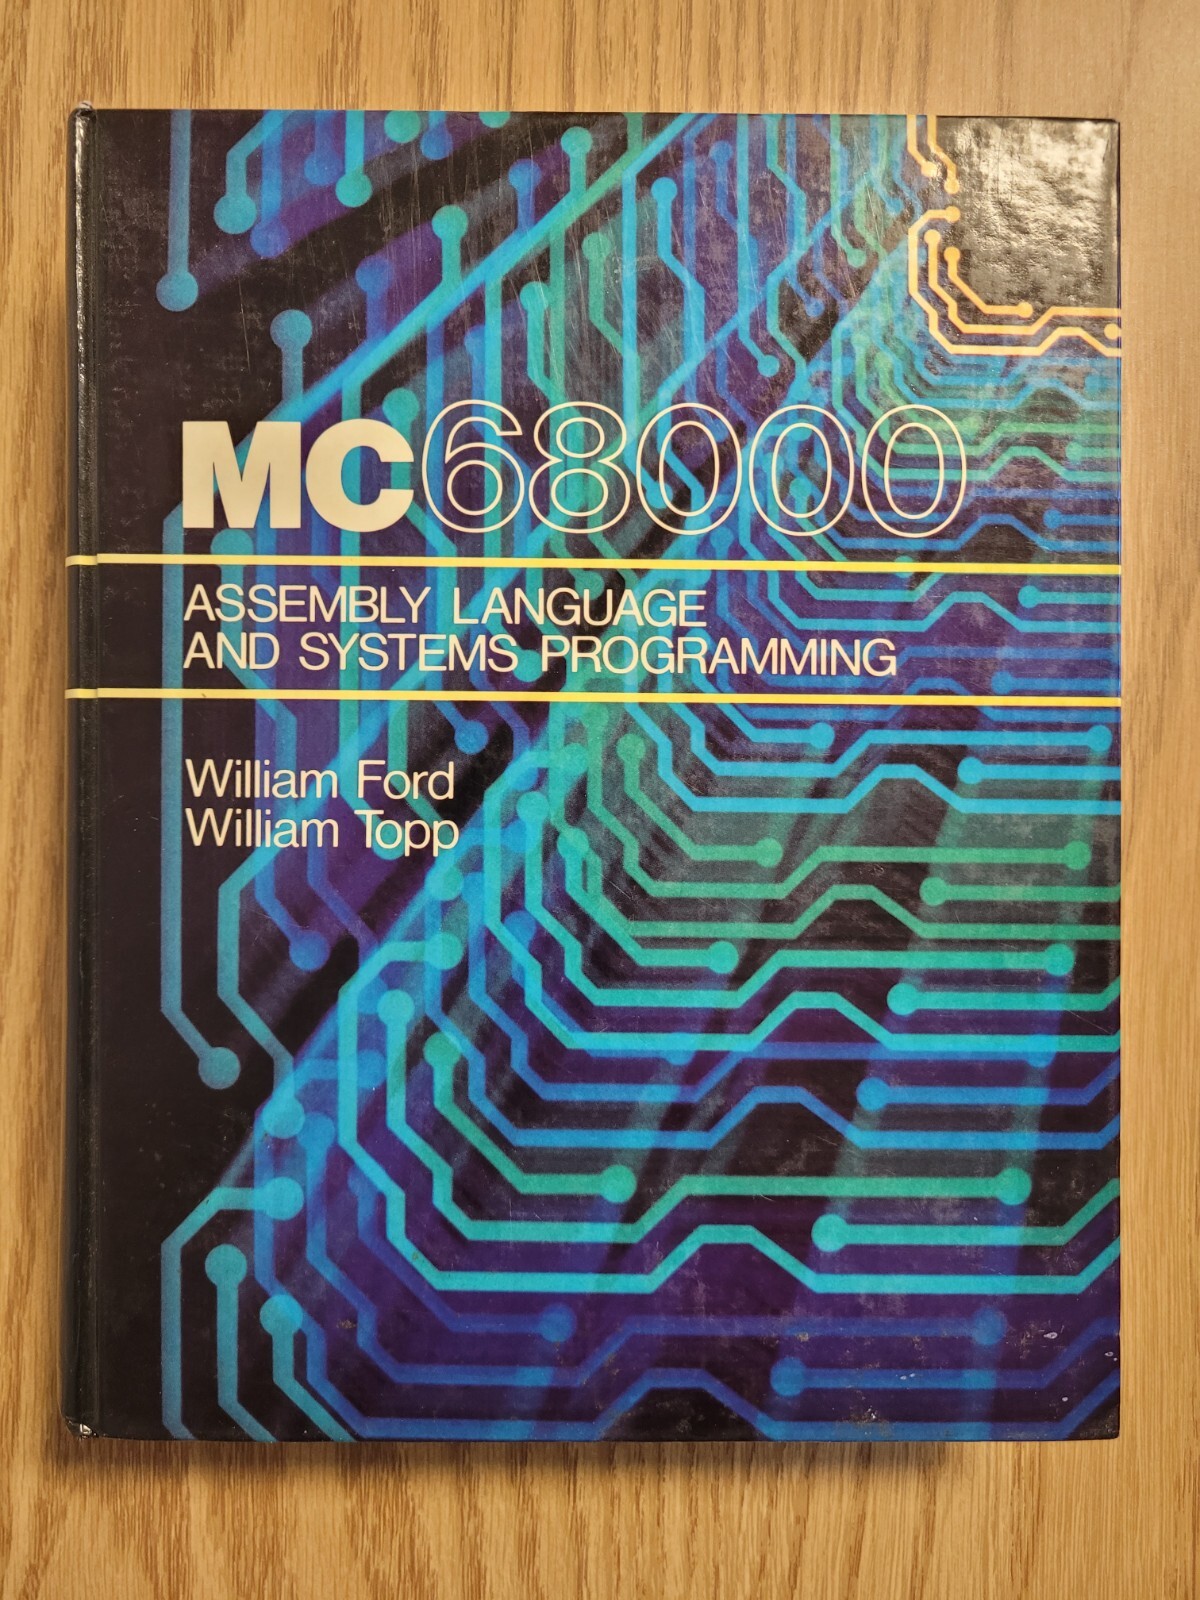 MC68000
ASSEMBLY LANGUAGE
AND SYSTEMS PROGRAMMING
William Ford
William Topp